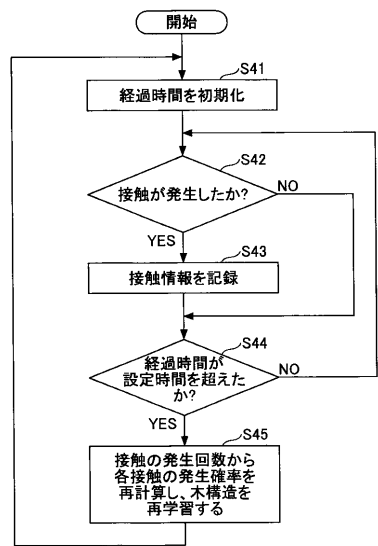 開始
S41
経過時間を初期化
S42
接触が発生したか?
NO
YES
S43
接触情報を記録
S44
経過時間が
設定時間を超えた
か?
NO
YES
S45
接触の発生回数から
各接触の発生確率を
再計算し、木構造を
再学習する